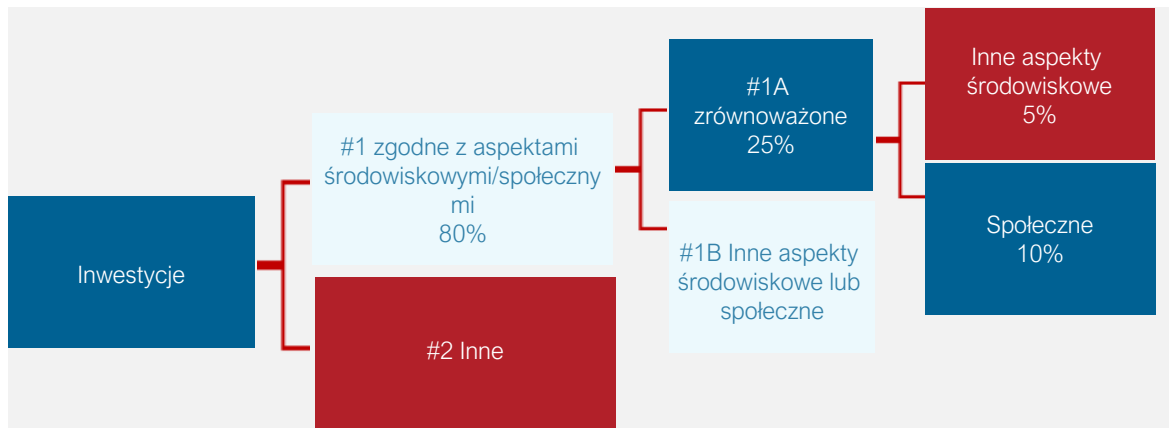 Inwestycje
#1 zgodne z aspektami
środowiskowymi/społeczny
mi
80%
#2 Inne
#1A
zrównoważone
25%
#1B Inne aspekty
środowiskowe lub
społeczne
Inne aspekty
środowiskowe
5%
Społeczne
10%